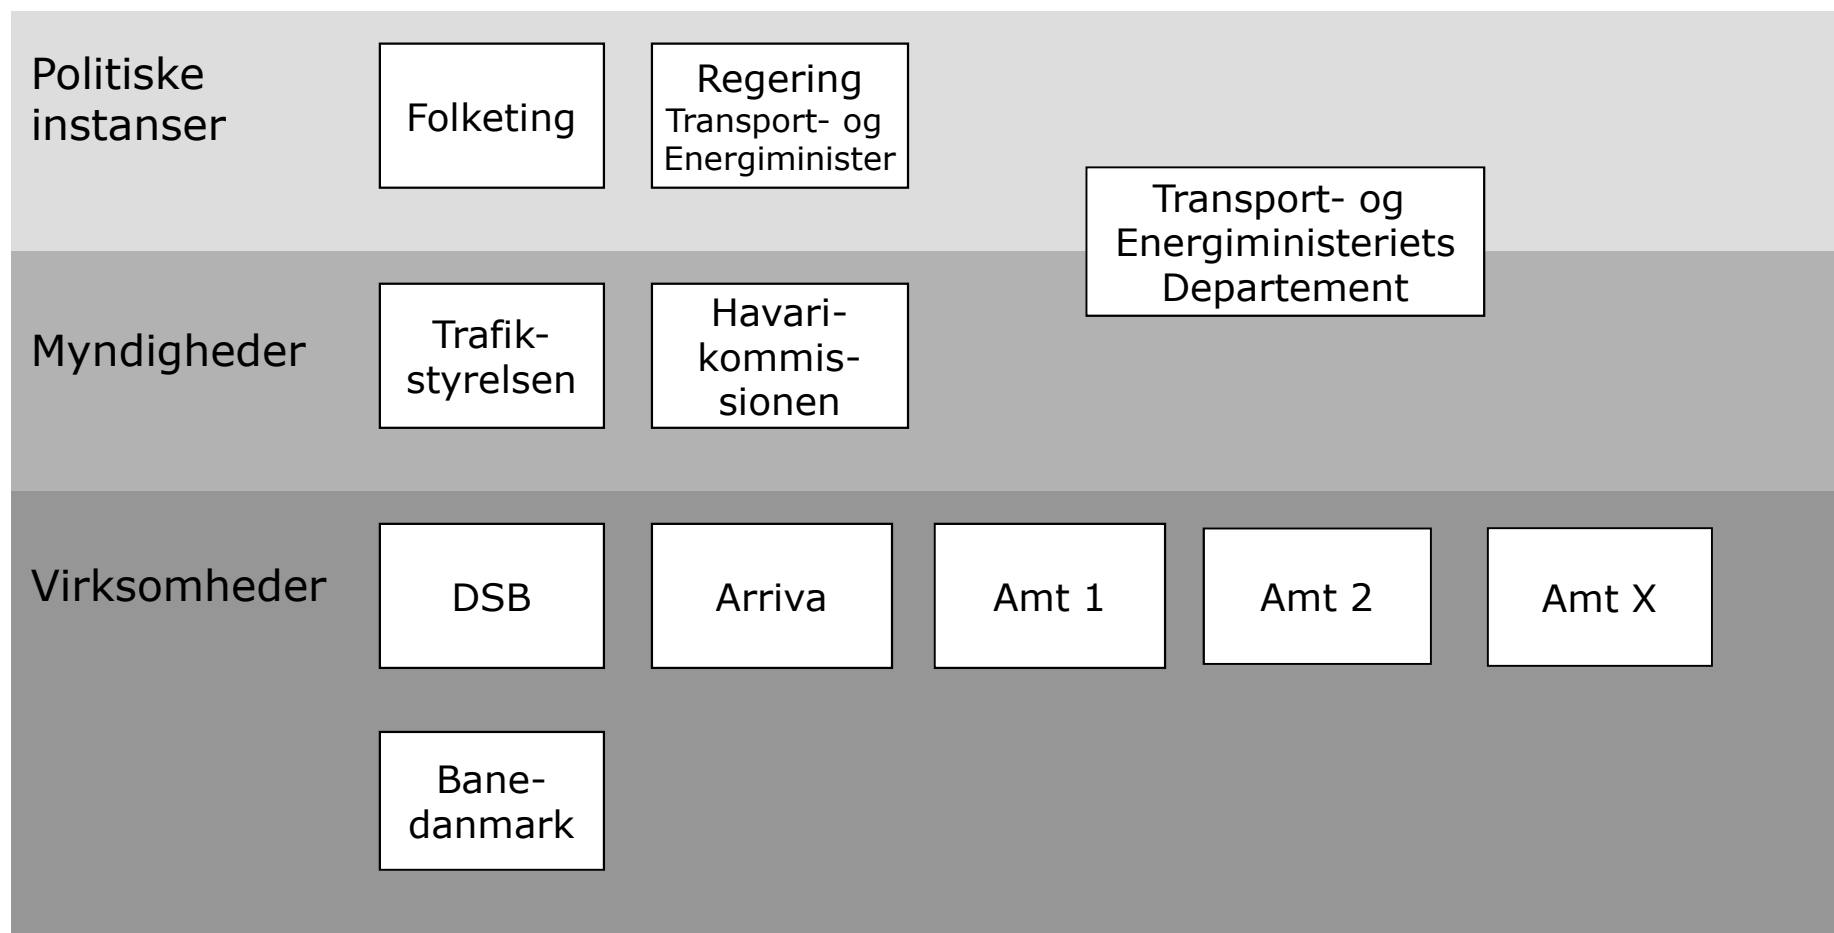 Politiske
instanser
Folketing
Regering
Transport- og
Energiminister
Transport- og
Energiministeriets
Departement
Myndigheder
Trafik-
styrelsen
Havari-
kommis-
sionen
Virksomheder
DSB
Arriva
Amt 1
Amt 2
Amt X
Bane-
danmark